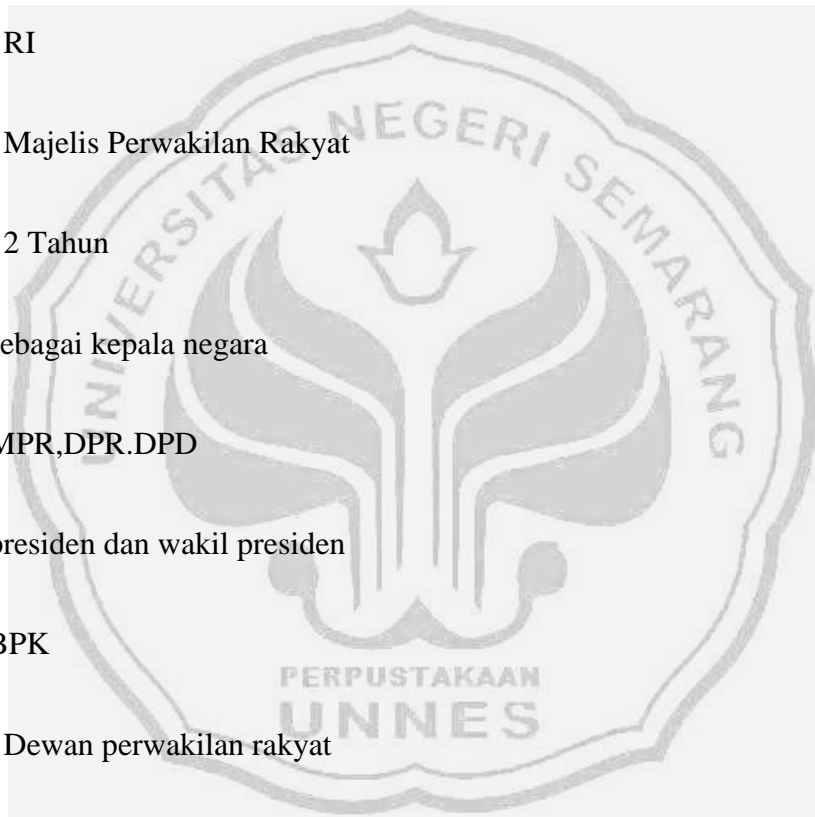 RI
Majelis Perwakilan Rakyat
2 Tahun
ebagai kepala negara
MPR,DPR.DPD
presiden dan wakil presiden
BPK
Dewan perwakilan rakyat
UNIVERSITAS NEGERI SEMARANG
PERPUSTAKAAN
UNNES